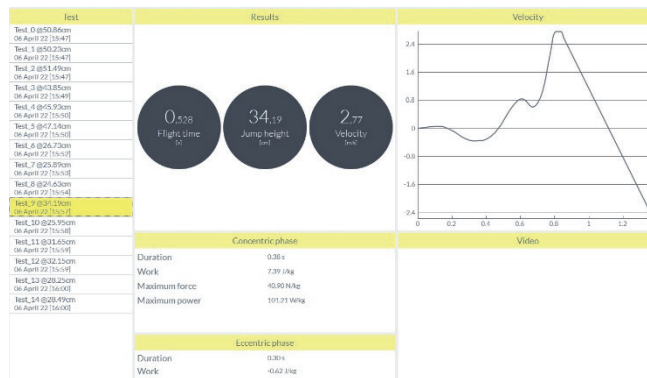 Test
Test_0 @50.86cm
06 April 22 [15:47]
Test_1 @50.23cm
06 April 22 [15:47]
Test_2 @51.49cm
06 April 22 [15:47]
Test_3 @43.85cm
06 April 22 [15:49]
Test_4 @45.93cm
06 April 22 [15:50]
Test_5 @47.14cm
06 April 22 [15:50]
Test_6 @26.73cm
06 April 22 [15:52]
Test_7 @25.89cm
06 April 22 [15:53]
Test_8 @24.63cm
06 April 22 [15:54]
Test_9 @34.19cm
06 April 22 [15:57]
Test_10 @25.95cm
06 April 22 [15:58]
Test_11 @31.65cm
06 April 22 [15:59]
Test_12 @32.15cm
06 April 22 [15:59]
Test_13 @28.25cm
06 April 22 [16:00]
Test_14 @28.49cm
06 April 22 [16:00]
Results
0,528
Flight time
[s]
34,19
Jump height
[cm]
2,77
Velocity
[m/s]
Concentric phase
Duration 0.38 s
Work 7.39 J/kg
Maximum force 40.90 N/kg
Maximum power 101.21 W/kg
Eccentric phase
Duration 0.30 s
Work -0.62 J/kg
Velocity
2.4
1.6
0.8
0
-0.8
-1.6
-2.4
0 0.2 0.4 0.6 0.8 1 1.2
Video